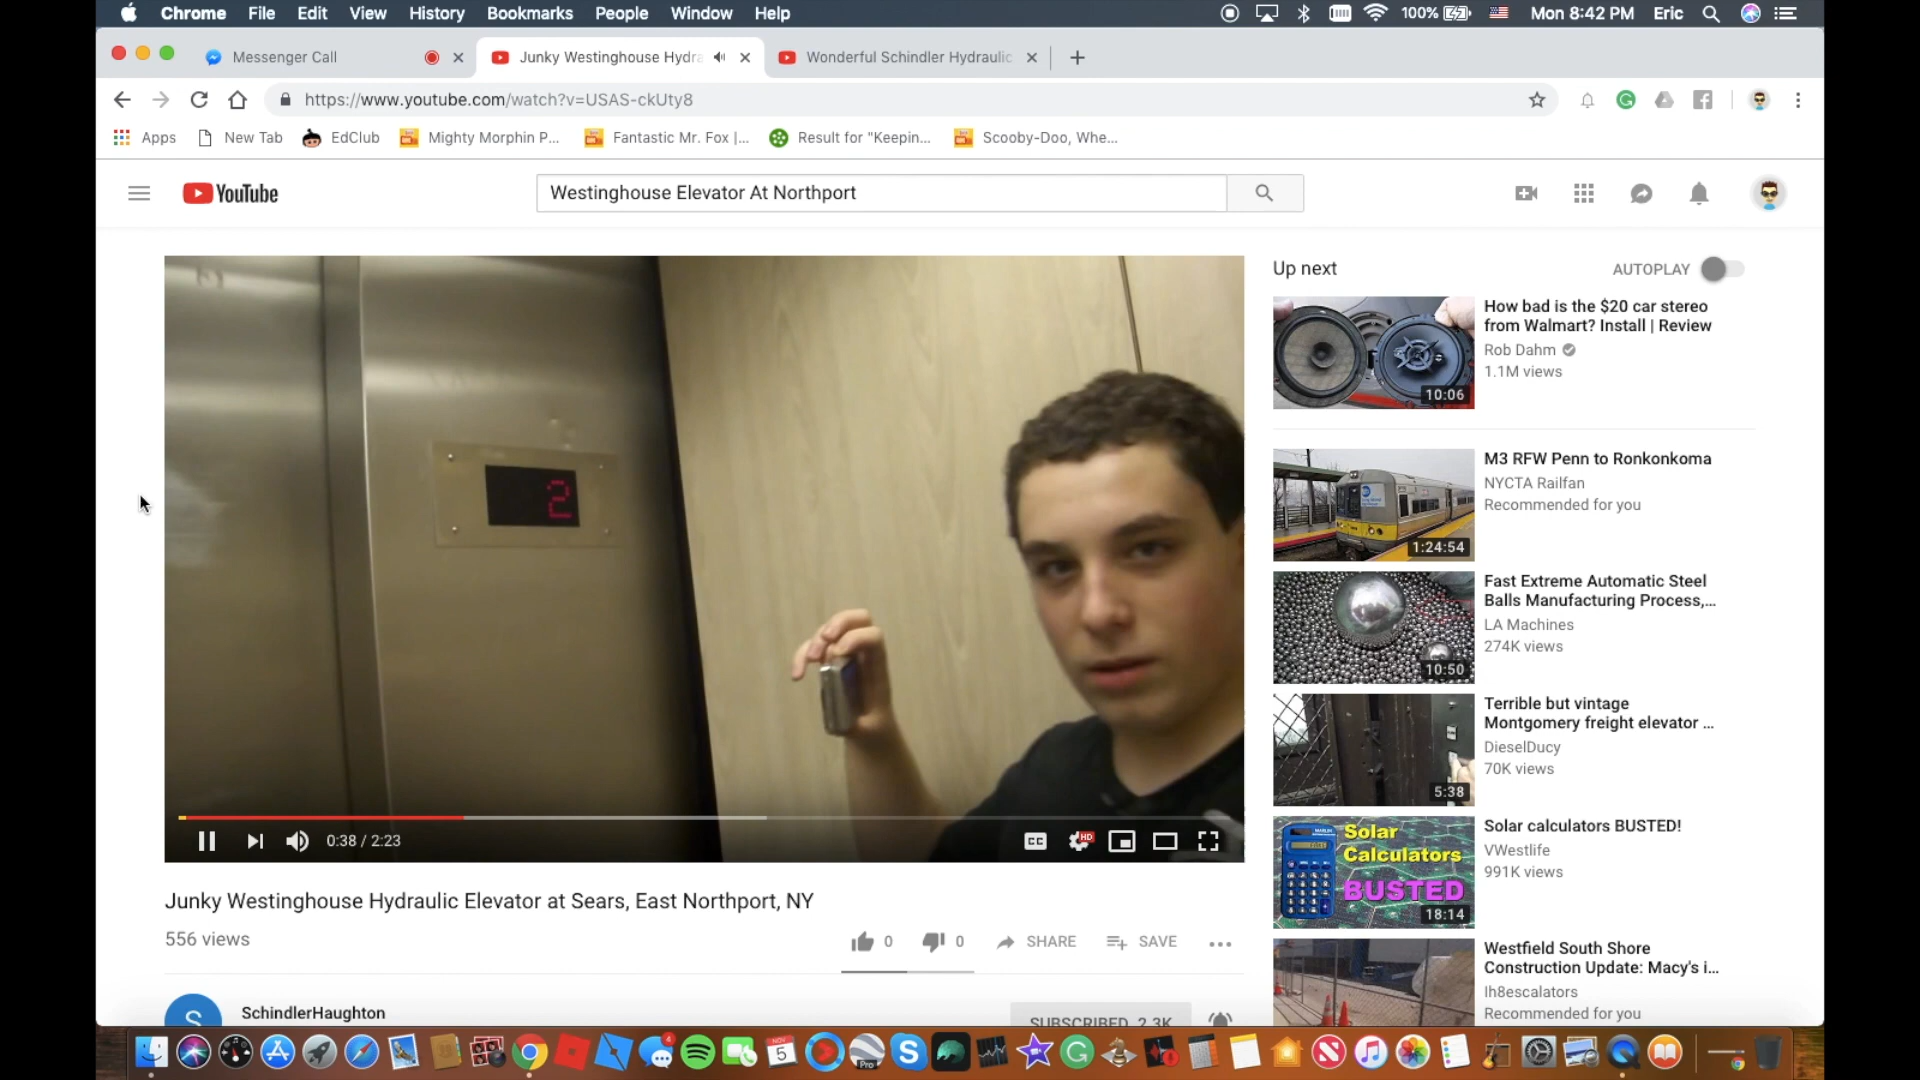 Chrome File Edit View History Bookmarks People Window Help 100% Mon 8:42 PM Eric
Messenger Call Junky Westinghouse Hydra Wonderful Schindler Hydraulic
https://www.youtube.com/watch?v=USAS-ckUty8
Apps New Tab EdClub Mighty Morphin P... Fantastic Mr. Fox |... Result for "Keepin... Scooby-Doo, Whe...
YouTube Westinghouse Elevator At Northport
2
HD
CC
0:38 / 2:23
Junky Westinghouse Hydraulic Elevator at Sears, East Northport, NY
556 views
0 0 SHARE SAVE
S SchindlerHaughton
SUBSCRIBED 2.3K
Up next AUTOPLAY
How bad is the $20 car stereo
from Walmart? Install | Review
Rob Dahm
1.1M views
10:06
M3 RFW Penn to Ronkonkoma
NYCTA Railfan
Recommended for you
1:24:54
Fast Extreme Automatic Steel
Balls Manufacturing Process,...
LA Machines
274K views
10:50
Terrible but vintage
Montgomery freight elevator ...
DieselDucy
70K views
5:38
Solar calculators BUSTED!
VWestlife
991K views
Solar
Calculators
BUSTED
18:14
Westfield South Shore
Construction Update: Macy's i...
lh8escalators
Recommended for you
4
NOV
5
Pro